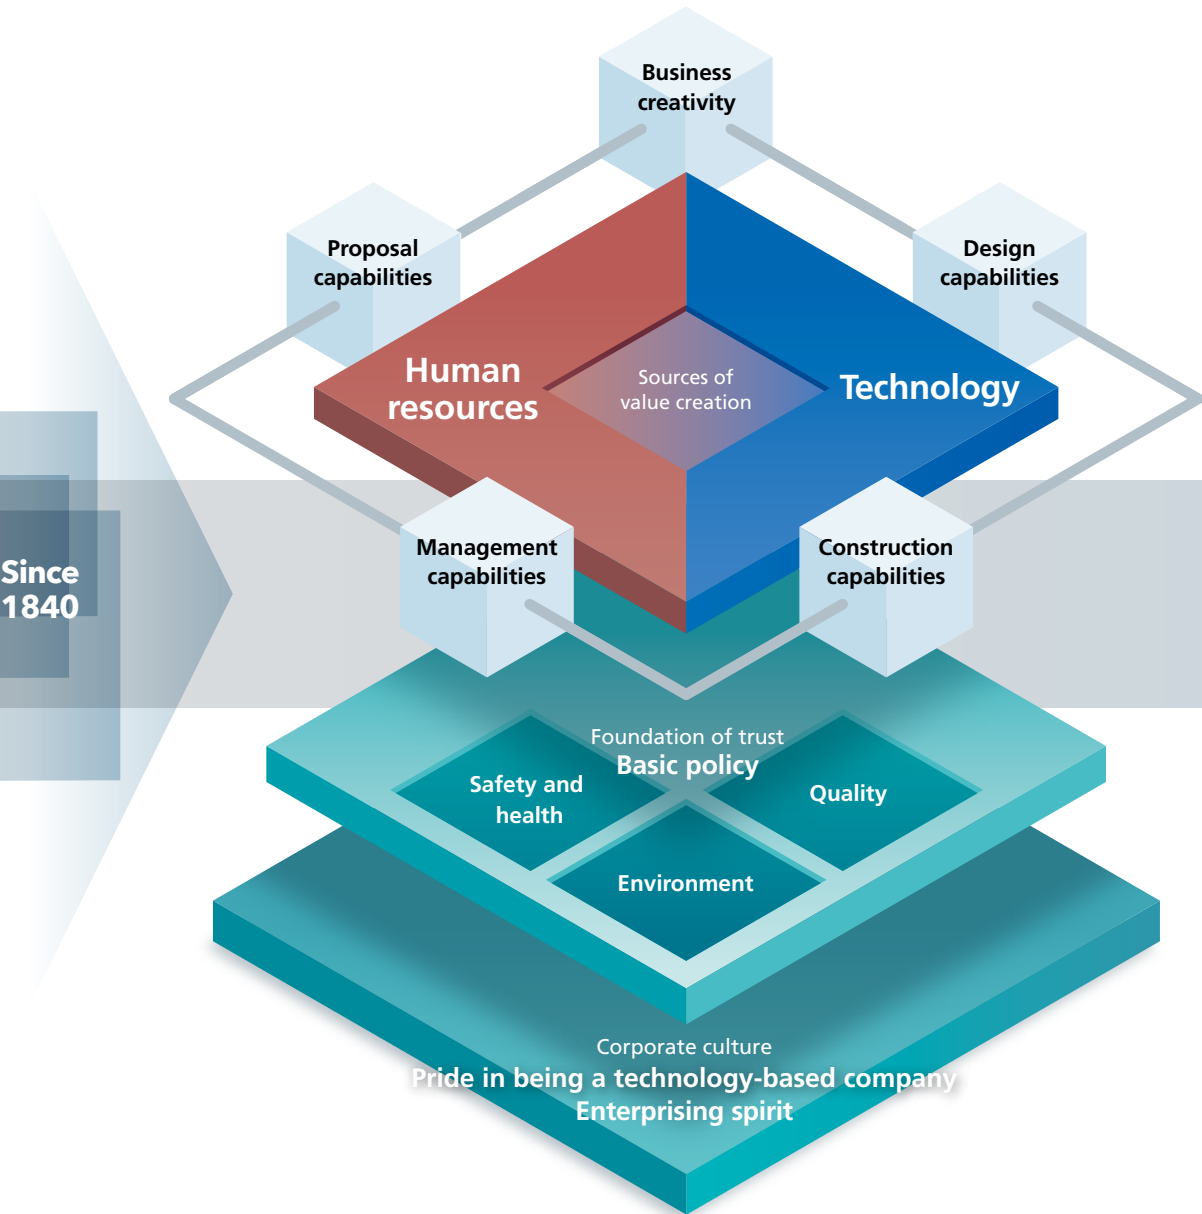 Business
creativity
Proposal
capabilities
Design
capabilities
Human
resources
Sources of
value creation
Technology
Management
capabilities
Construction
capabilities
Since
1840
Foundation of trust
Basic policy
Safety and
health
Quality
Environment
Corporate culture
Pride in being a technology-based company
Enterprising spirit